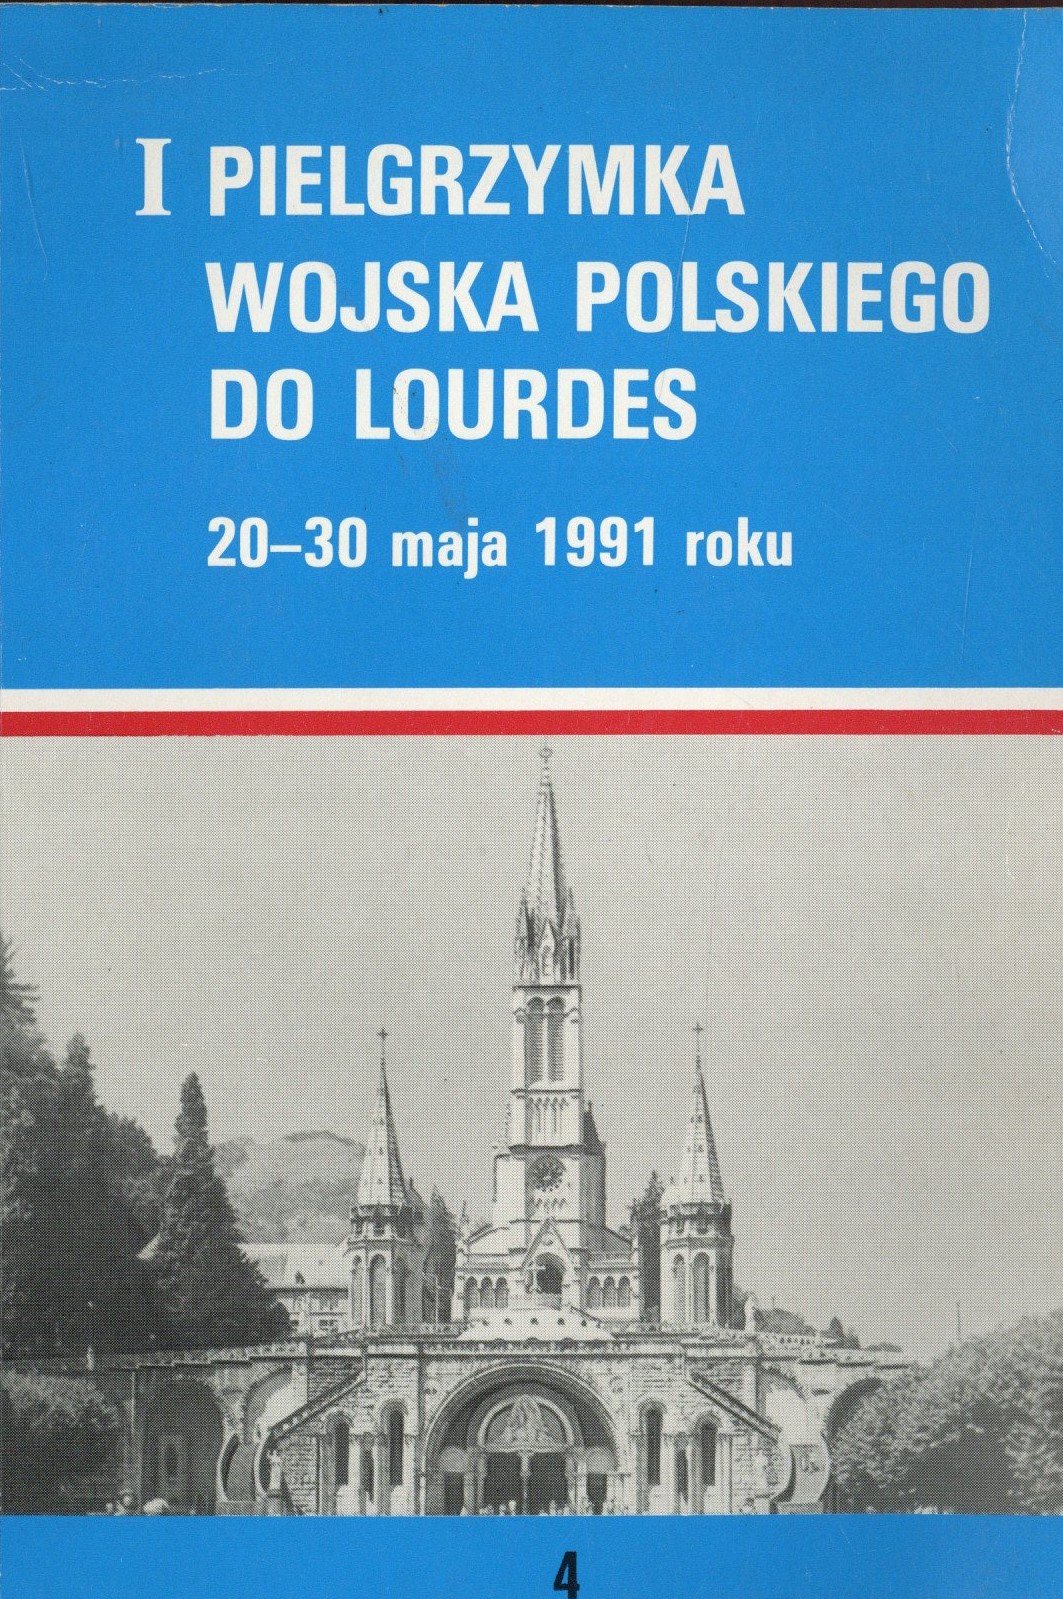 I PIELGRZYMKA
WOJSKA POLSKIEGO
DO LOURDES
20–30 maja 1991 roku
4